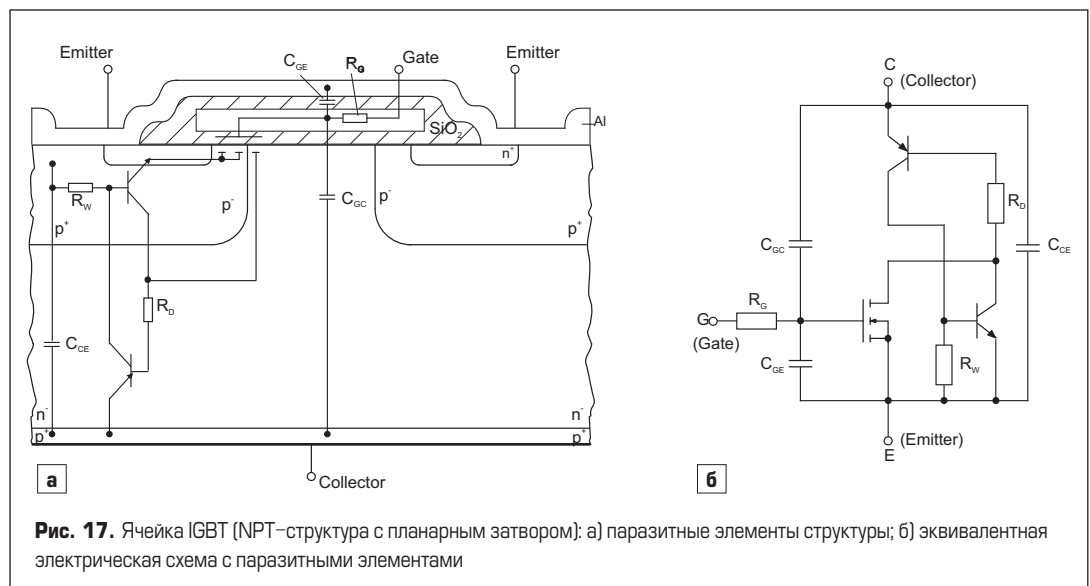 Emitter
C_GE
R_G
Gate
Emitter
SiO₂
Al
n⁺
R_W
p⁻
C_GC
p⁻
p⁺
p⁺
R_D
C_CE
n⁻
n⁻
p⁺
p⁺
а
Collector
C
(Collector)
R_D
C_GC
C_CE
R_G
G
(Gate)
C_GE
R_W
(Emitter)
E
б
Рис. 17. Ячейка IGBT (NPT-структура с планарным затвором): а) паразитные элементы структуры; б) эквивалентная
электрическая схема с паразитными элементами